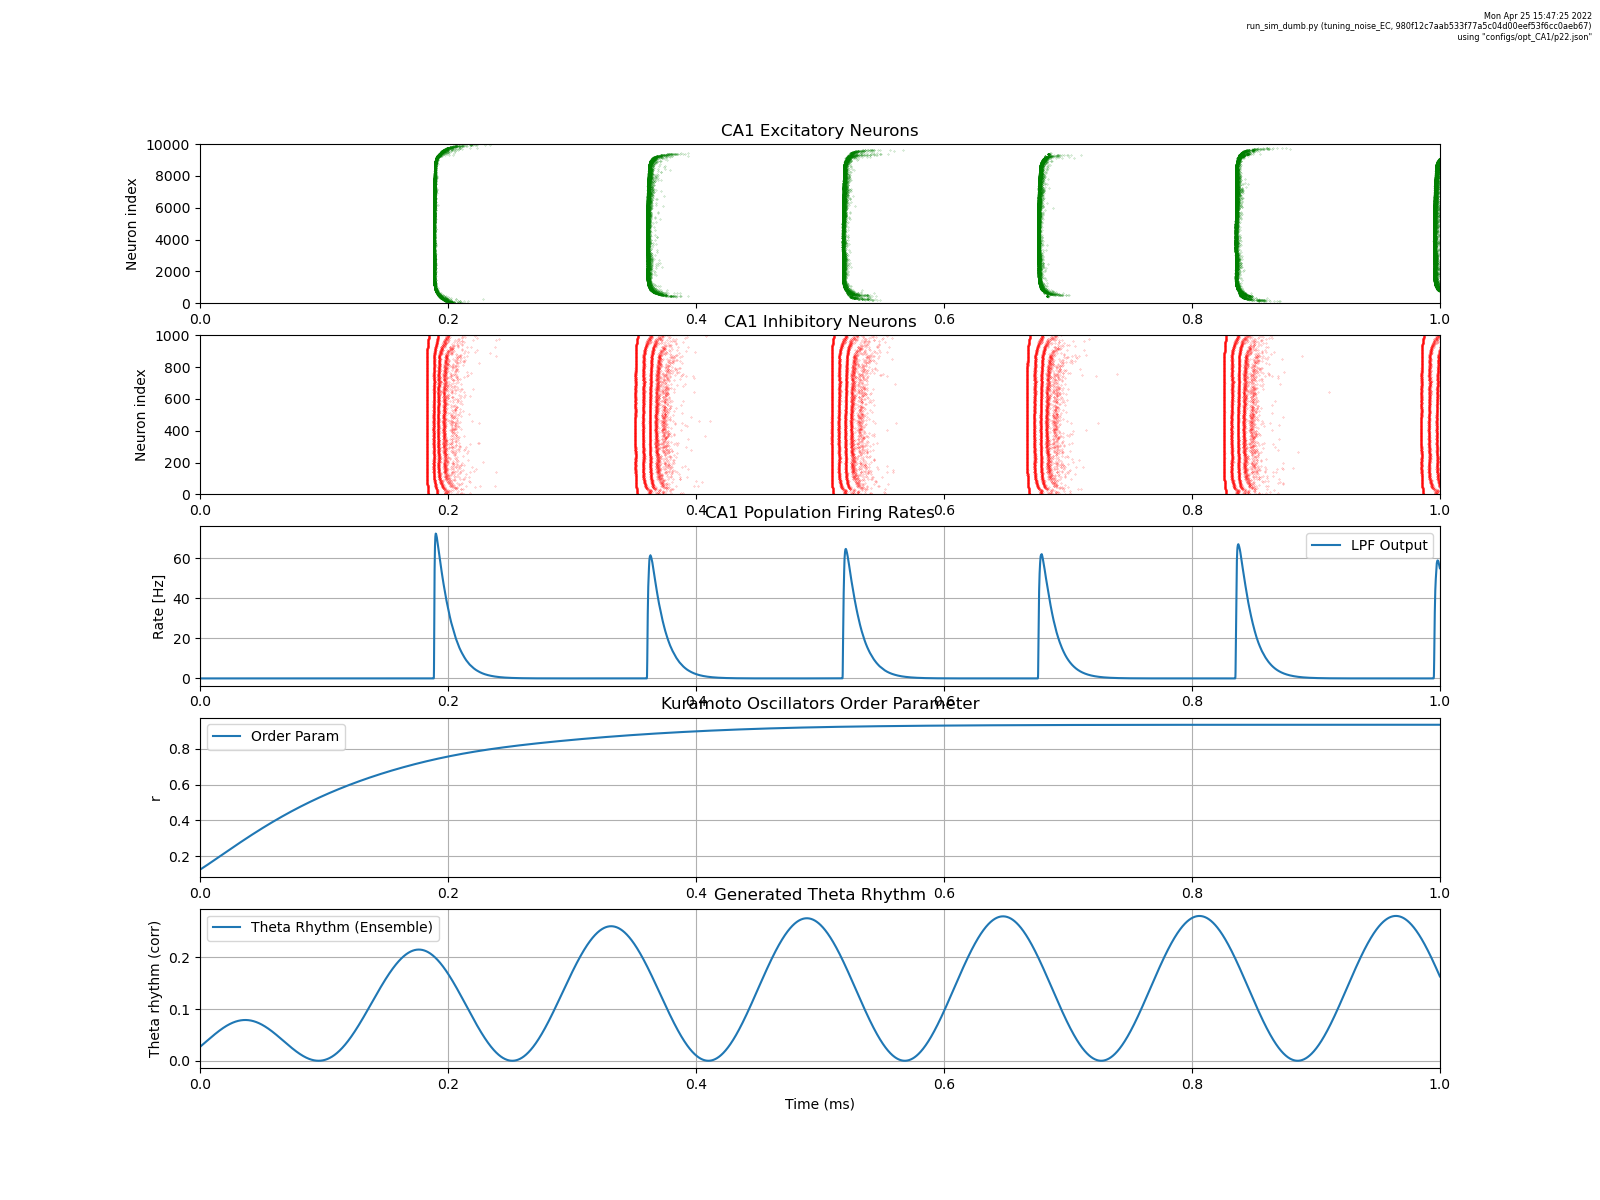 Mon Apr 25 15:47:25 2022
run_sim_dumb.py (tuning_noise_EC, 980f12c7aab533f77a5c04d00eef53f6cc0aeb67)
using "configs/opt_CA1/p22.json"
CA1 Excitatory Neurons
Neuron index
10000
8000
6000
4000
2000
0
0.0 0.2 0.4 0.6 0.8 1.0
CA1 Inhibitory Neurons
Neuron index
1000
800
600
400
200
0
0.0 0.2 0.4 0.6 0.8 1.0
CA1 Population Firing Rates
Rate [Hz]
60
40
20
0
LPF Output
0.0 0.2 0.4 0.6 0.8 1.0
Kuramoto Oscillators Order Parameter
r
0.8
0.6
0.4
0.2
Order Param
0.0 0.2 0.4 0.6 0.8 1.0
Generated Theta Rhythm
Theta rhythm (corr)
0.2
0.1
0.0
Theta Rhythm (Ensemble)
0.0 0.2 0.4 0.6 0.8 1.0
Time (ms)